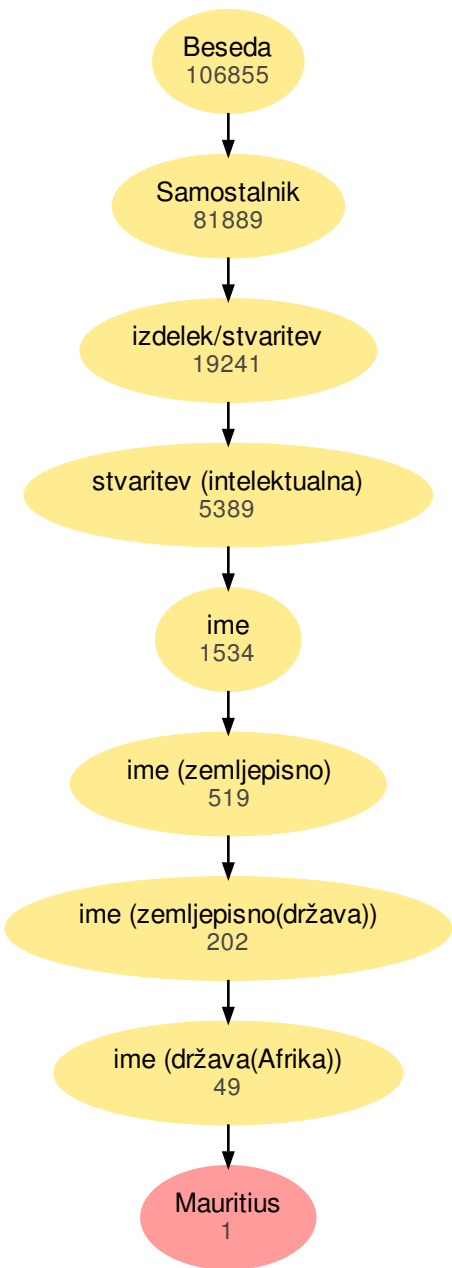 Beseda
106855
Samostalnik
81889
izdelek/stvaritev
19241
stvaritev (intelektualna)
5389
ime
1534
ime (zemljepisno)
519
ime (zemljepisno(država))
202
ime (država(Afrika))
49
Mauritius
1